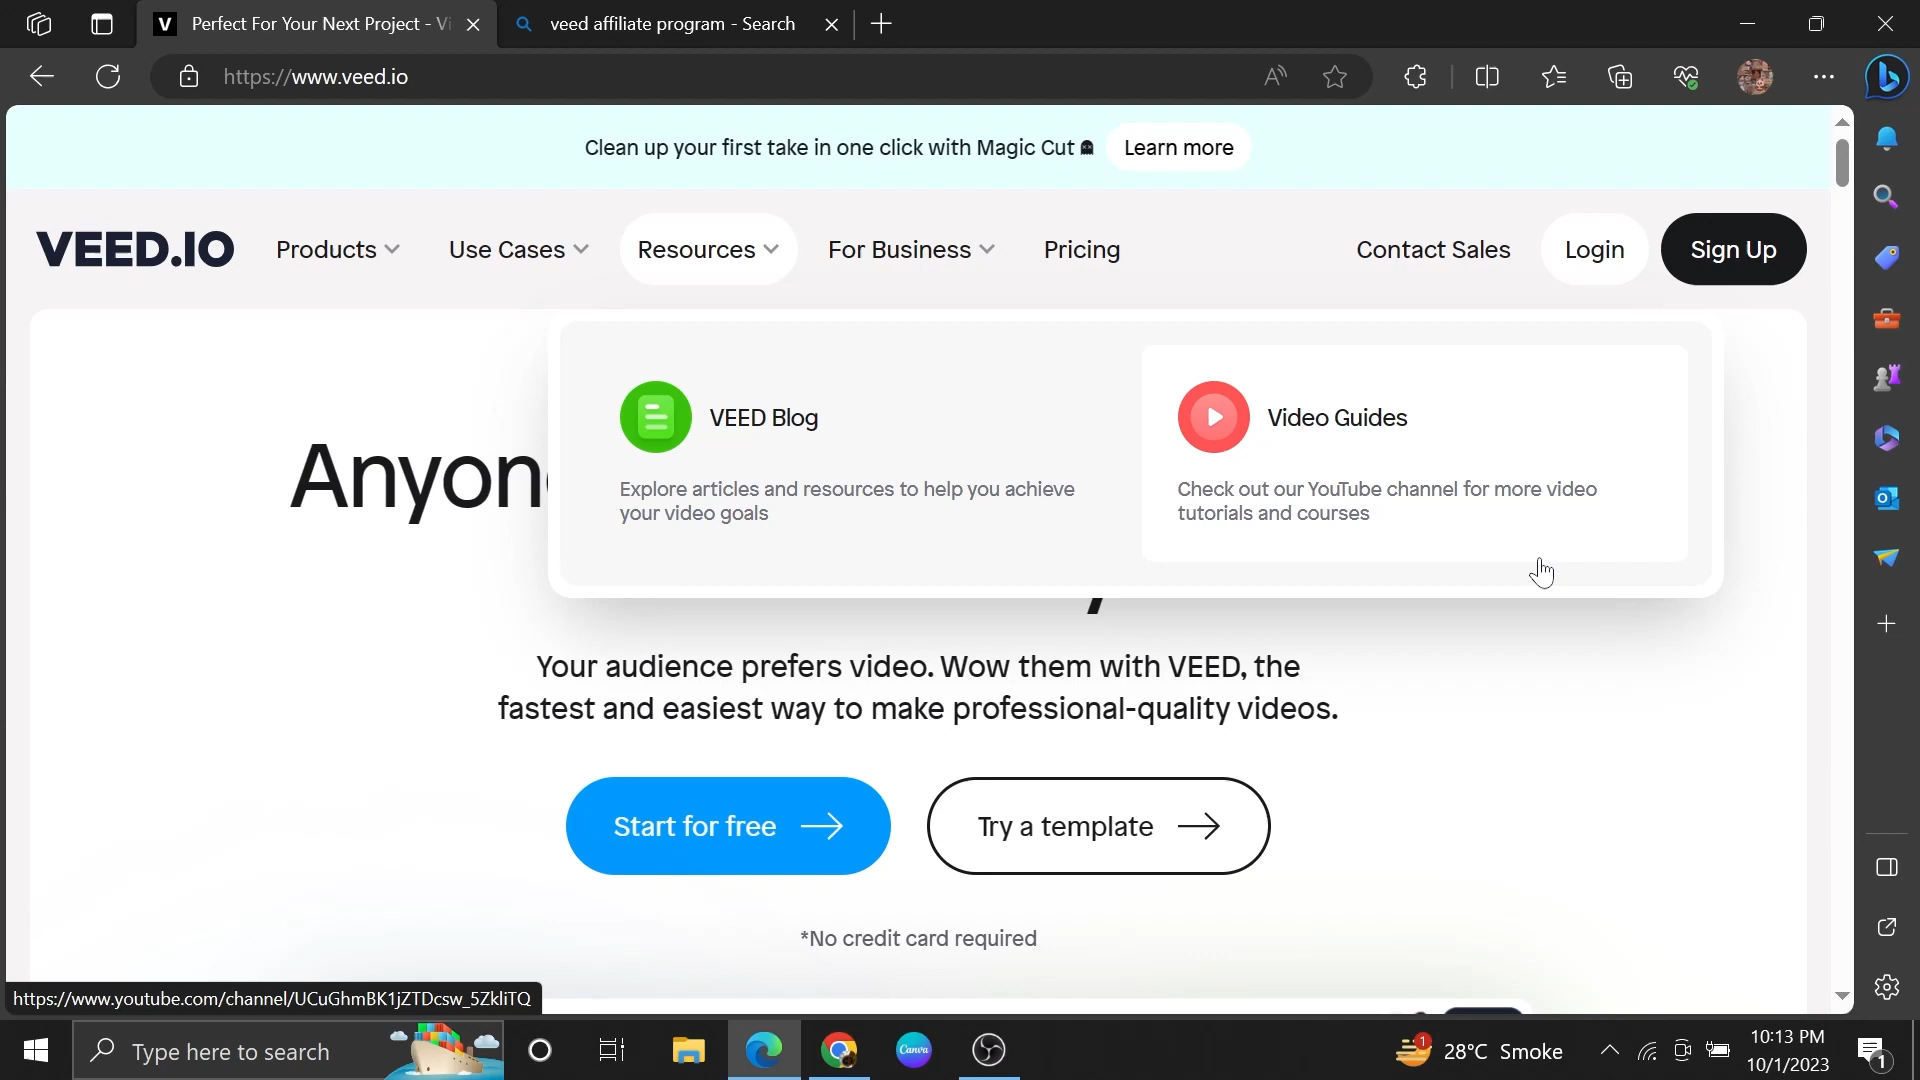 Perfect For Your Next Project - Vi
veed affiliate program - Search
https://www.veed.io
Clean up your first take in one click with Magic Cut
Learn more
VEED.IO
Products
Use Cases
Resources
For Business
Pricing
Contact Sales
Login
Sign Up
Anyon
VEED Blog
Explore articles and resources to help you achieve
your video goals
Video Guides
Check out our YouTube channel for more video
tutorials and courses
Your audience prefers video. Wow them with VEED, the
fastest and easiest way to make professional-quality videos.
Start for free
Try a template
*No credit card required
https://www.youtube.com/channel/UCuGhmBK1jZTDcsw_5ZkliTQ
Type here to search
Canva
1
28°C Smoke
10:13 PM
10/1/2023
1